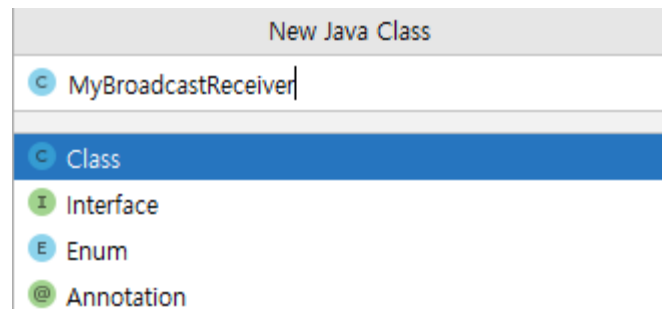 New Java Class
C MyBroadcastReceiver
C Class
I Interface
E Enum
@ Annotation